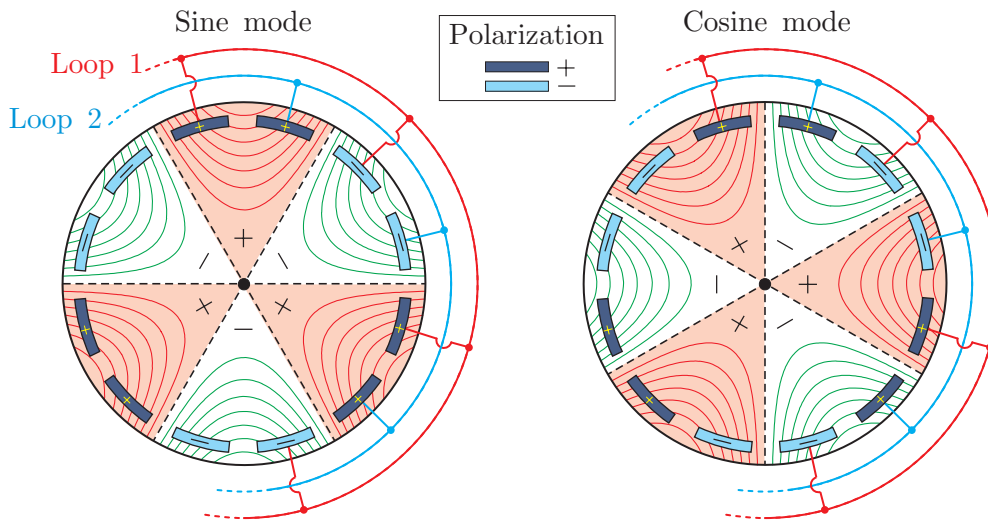 Sine mode
Cosine mode
Polarization
+
−
Loop 1
Loop 2
+
−
−
+
+
−
−
+
−
+
−
+